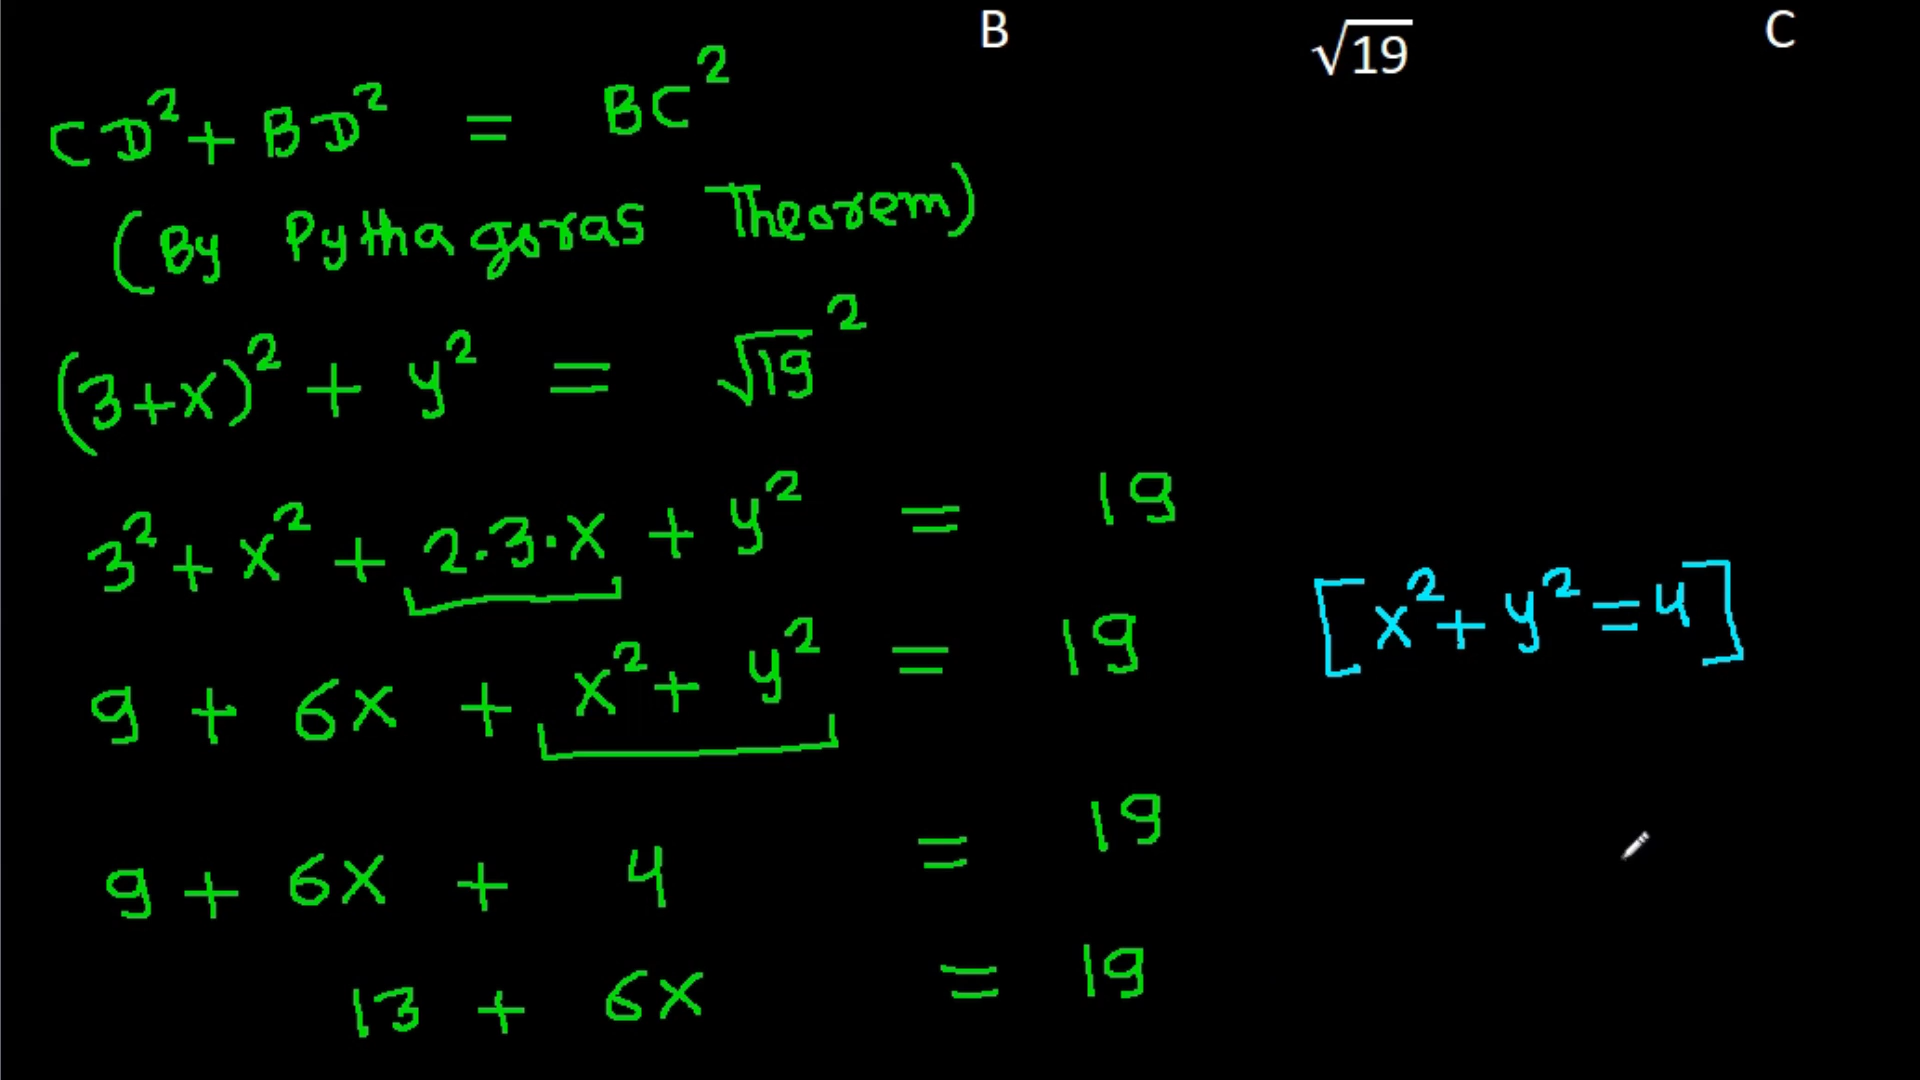 B √19 C
CD² + BD² = BC²
(By Pythagoras Theorem)
(3+x)² + y² = √19²
3² + x² + 2·3·x + y² = 19
[x² + y² = 4]
9 + 6x + x² + y² = 19
9 + 6x + 4 = 19
13 + 6x = 19